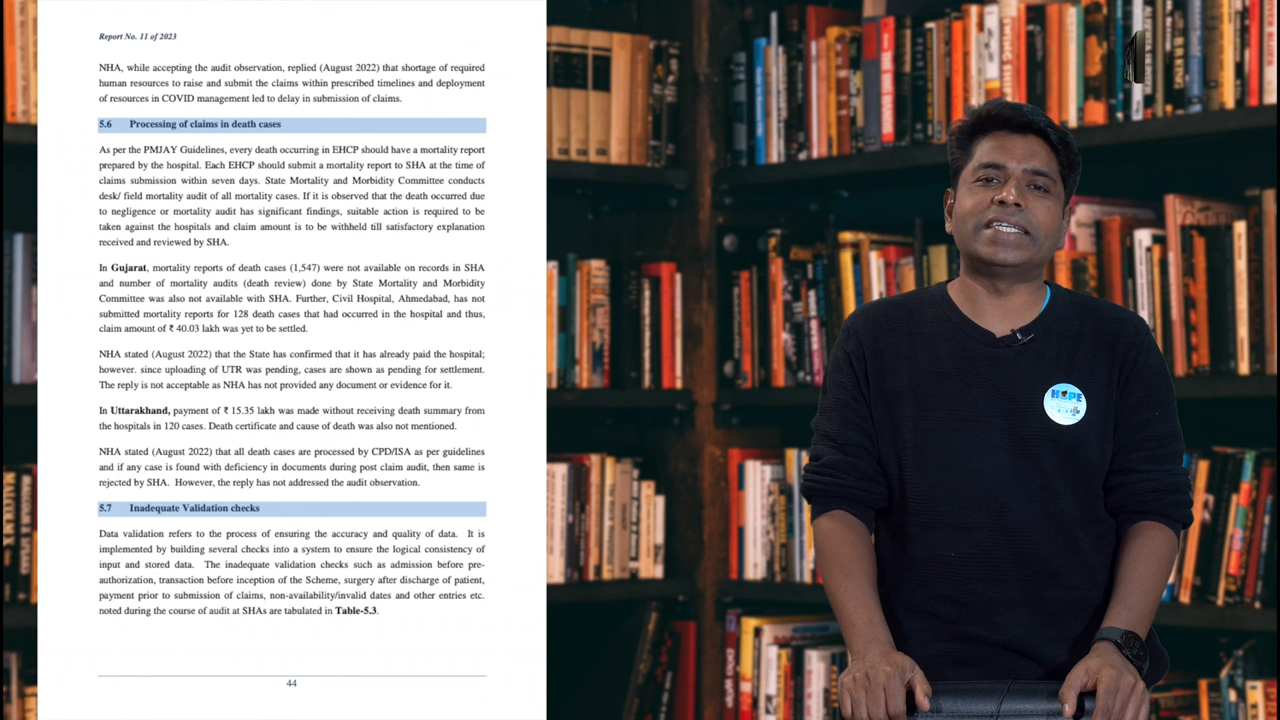 Report No. 11 of 2023
NHA, while accepting the audit observation, replied (August 2022) that shortage of required
human resources to raise and submit the claims within prescribed timelines and deployment
of resources in COVID management led to delay in submission of claims.
5.6 Processing of claims in death cases
As per the PMJAY Guidelines, every death occurring in EHCP should have a mortality report
prepared by the hospital. Each EHCP should submit a mortality report to SHA at the time of
claims submission within seven days. State Mortality and Morbidity Committee conducts
desk/ field mortality audit of all mortality cases. If it is observed that the death occurred due
to negligence or mortality audit has significant findings, suitable action is required to be
taken against the hospitals and claim amount is to be withheld till satisfactory explanation
received and reviewed by SHA.
In Gujarat, mortality reports of death cases (1,547) were not available on records in SHA
and number of mortality audits (death review) done by State Mortality and Morbidity
Committee was also not available with SHA. Further, Civil Hospital, Ahmedabad, has not
submitted mortality reports for 128 death cases that had occurred in the hospital and thus,
claim amount of ₹ 40.03 lakh was yet to be settled.
NHA stated (August 2022) that the State has confirmed that it has already paid the hospital;
however. since uploading of UTR was pending, cases are shown as pending for settlement.
The reply is not acceptable as NHA has not provided any document or evidence for it.
In Uttarakhand, payment of ₹ 15.35 lakh was made without receiving death summary from
the hospitals in 120 cases. Death certificate and cause of death was also not mentioned.
NHA stated (August 2022) that all death cases are processed by CPD/ISA as per guidelines
and if any case is found with deficiency in documents during post claim audit, then same is
rejected by SHA. However, the reply has not addressed the audit observation.
5.7 Inadequate Validation checks
Data validation refers to the process of ensuring the accuracy and quality of data. It is
implemented by building several checks into a system to ensure the logical consistency of
input and stored data. The inadequate validation checks such as admission before pre-
authorization, transaction before inception of the Scheme, surgery after discharge of patient,
payment prior to submission of claims, non-availability/invalid dates and other entries etc.
noted during the course of audit at SHAs are tabulated in Table-5.3.
44
HOPE